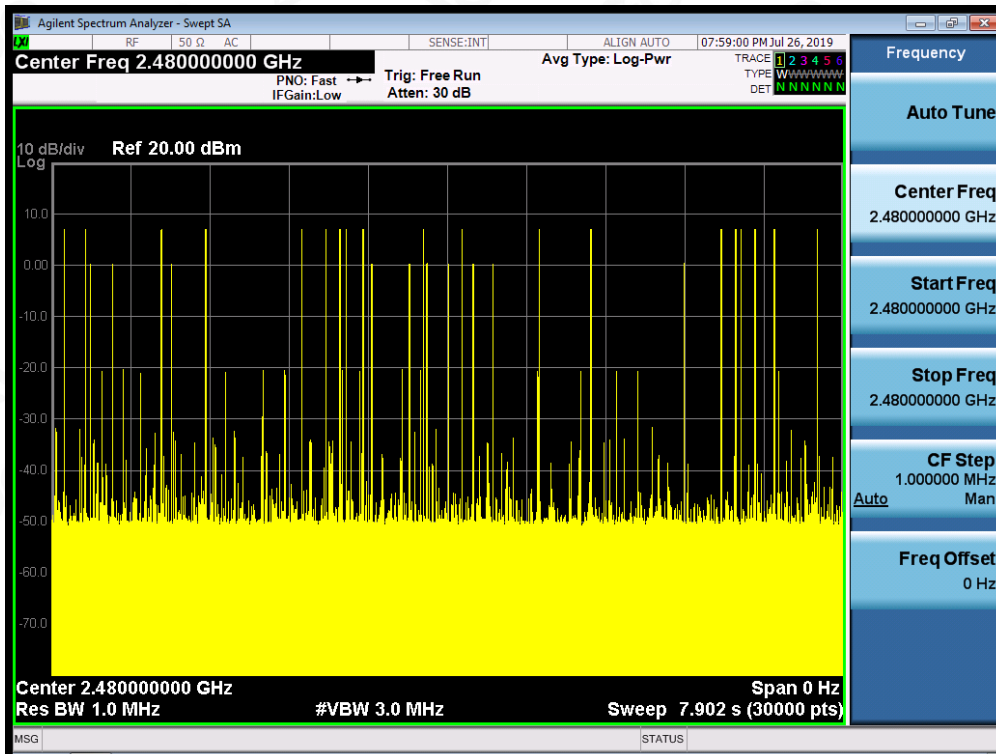 Agilent Spectrum Analyzer - Swept SA
LXI RF 50 Ω AC SENSE:INT ALIGN AUTO 07:59:00 PM Jul 26, 2019
Center Freq 2.480000000 GHz
PNO: Fast
IFGain:Low
Trig: Free Run
Atten: 30 dB
Avg Type: Log-Pwr
TRACE 1 2 3 4 5 6
TYPE W W W W W W
DET N N N N N N
10 dB/div Ref 20.00 dBm
Log
10.0
0.00
-10.0
-20.0
-30.0
-40.0
-50.0
-60.0
-70.0
Center 2.480000000 GHz Span 0 Hz
Res BW 1.0 MHz #VBW 3.0 MHz Sweep 7.902 s (30000 pts)
MSG STATUS
Frequency
Auto Tune
Center Freq
2.480000000 GHz
Start Freq
2.480000000 GHz
Stop Freq
2.480000000 GHz
CF Step
1.000000 MHz
Auto Man
Freq Offset
0 Hz